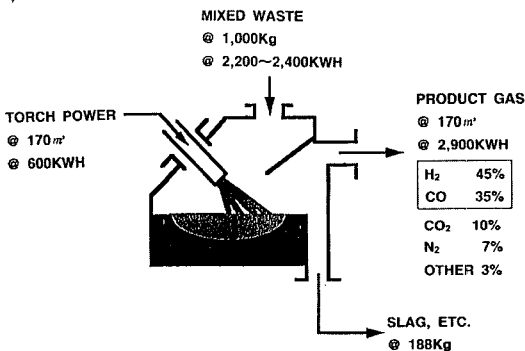 MIXED WASTE
@ 1,000Kg
@ 2,200~2,400KWH
TORCH POWER
@ 170m³
@ 600KWH
PRODUCT GAS
@ 170m³
@ 2,900KWH
H₂ 45%
CO 35%
CO₂ 10%
N₂ 7%
OTHER 3%
SLAG, ETC.
@ 188Kg